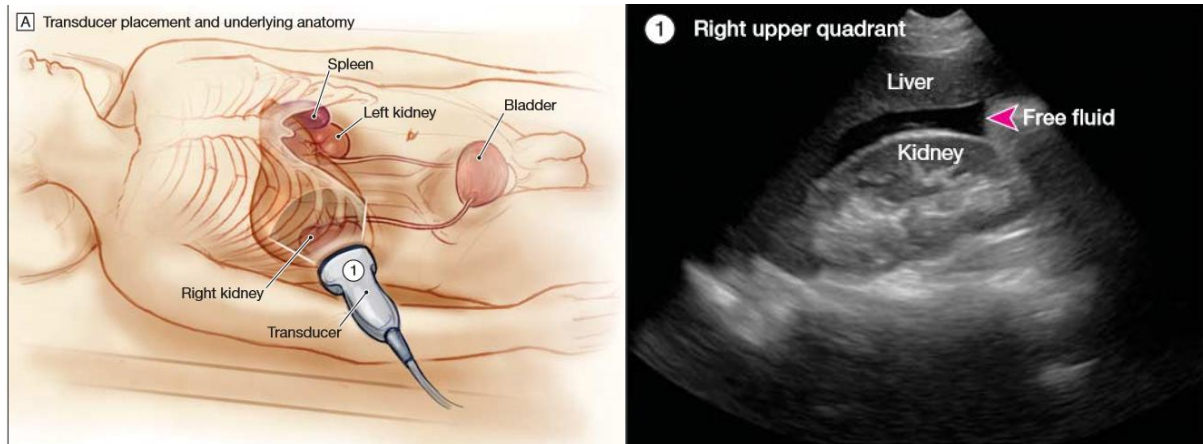 A Transducer placement and underlying anatomy
Spleen
Left kidney
Bladder
Right kidney
1
Transducer
1 Right upper quadrant
Liver
Free fluid
Kidney